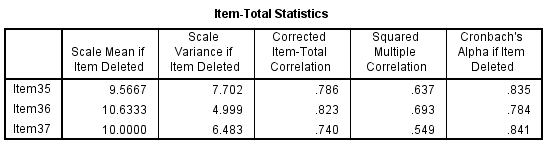 Item-Total Statistics
Scale Mean if Item Deleted | Scale Variance if Item Deleted | Corrected Item-Total Correlation | Squared Multiple Correlation | Cronbach's Alpha if Item Deleted
Item35 9.5667 7.702 .786 .637 .835
Item36 10.6333 4.999 .823 .693 .784
Item37 10.0000 6.483 .740 .549 .841